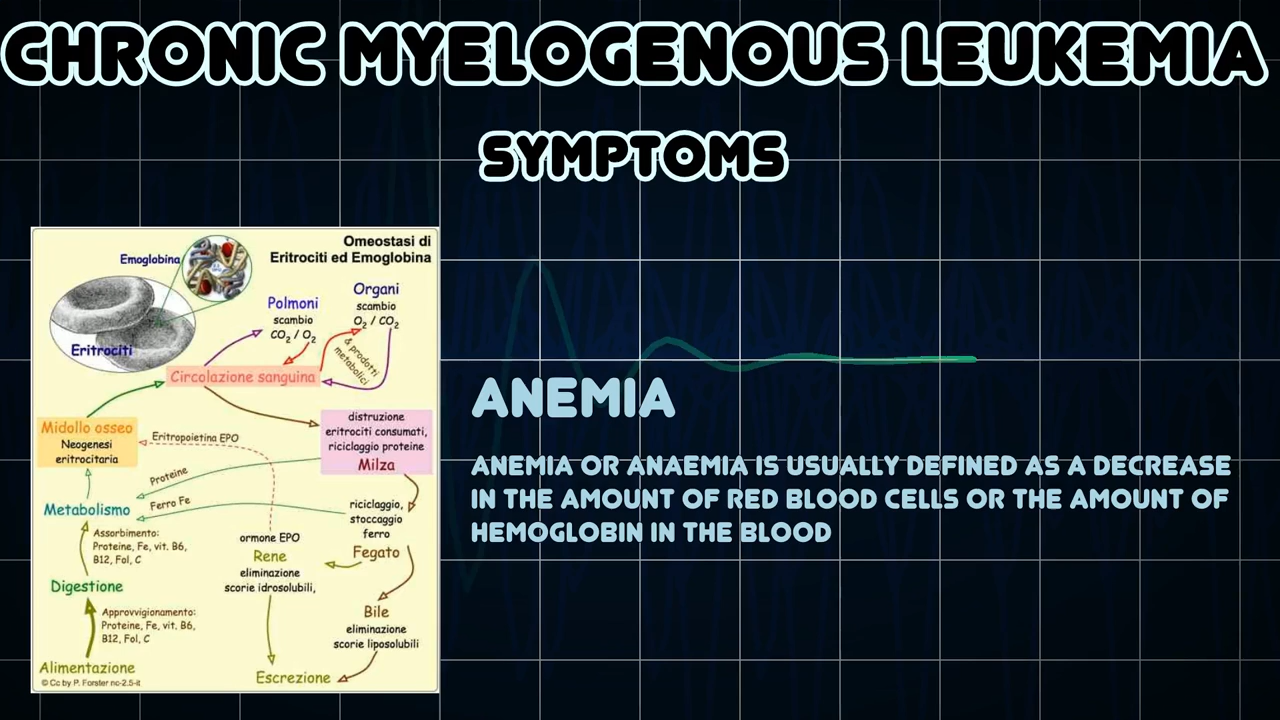 CHRONIC MYELOGENOUS LEUKEMIA
SYMPTOMS
Omeostasi di
Eritrociti ed Emoglobina
Emoglobina
Eritrociti
Polmoni
scambio
CO2 / O2
Organi
scambio
O2 / CO2
& prodotti
metabolici
Circolazione sanguina
Midollo osseo
Neogenesi
eritrocitaria
Eritropoietina EPO
distruzione
eritrociti consumati,
riciclaggio proteine
Milza
Proteine
Ferro Fe
Metabolismo
riciclaggio,
stoccaggio
ferro
Fegato
Assorbimento:
Proteine, Fe, vit. B6,
B12, Fol, C
ormone EPO
Rene
eliminazione
scorie idrosolubili,
Digestione
Approvvigionamento:
Proteine, Fe, vit. B6,
B12, Fol, C
Bile
eliminazione
scorie liposolubili
Alimentazione
Escrezione
© Cc by P. Forster nc-2.5-it
ANEMIA
ANEMIA OR ANAEMIA IS USUALLY DEFINED AS A DECREASE
IN THE AMOUNT OF RED BLOOD CELLS OR THE AMOUNT OF
HEMOGLOBIN IN THE BLOOD